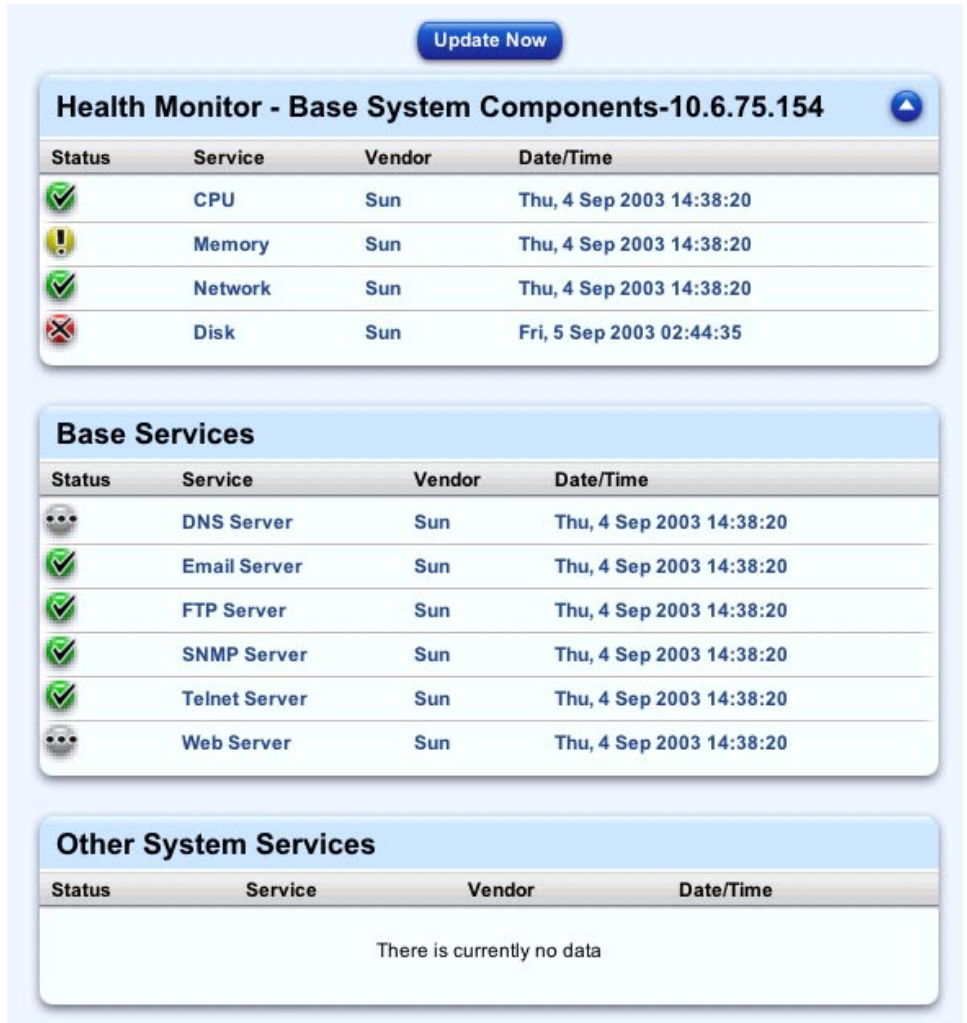 Update Now
Health Monitor - Base System Components-10.6.75.154
Status Service Vendor Date/Time
CPU Sun Thu, 4 Sep 2003 14:38:20
Memory Sun Thu, 4 Sep 2003 14:38:20
Network Sun Thu, 4 Sep 2003 14:38:20
Disk Sun Fri, 5 Sep 2003 02:44:35
Base Services
Status Service Vendor Date/Time
DNS Server Sun Thu, 4 Sep 2003 14:38:20
Email Server Sun Thu, 4 Sep 2003 14:38:20
FTP Server Sun Thu, 4 Sep 2003 14:38:20
SNMP Server Sun Thu, 4 Sep 2003 14:38:20
Telnet Server Sun Thu, 4 Sep 2003 14:38:20
Web Server Sun Thu, 4 Sep 2003 14:38:20
Other System Services
Status Service Vendor Date/Time
There is currently no data